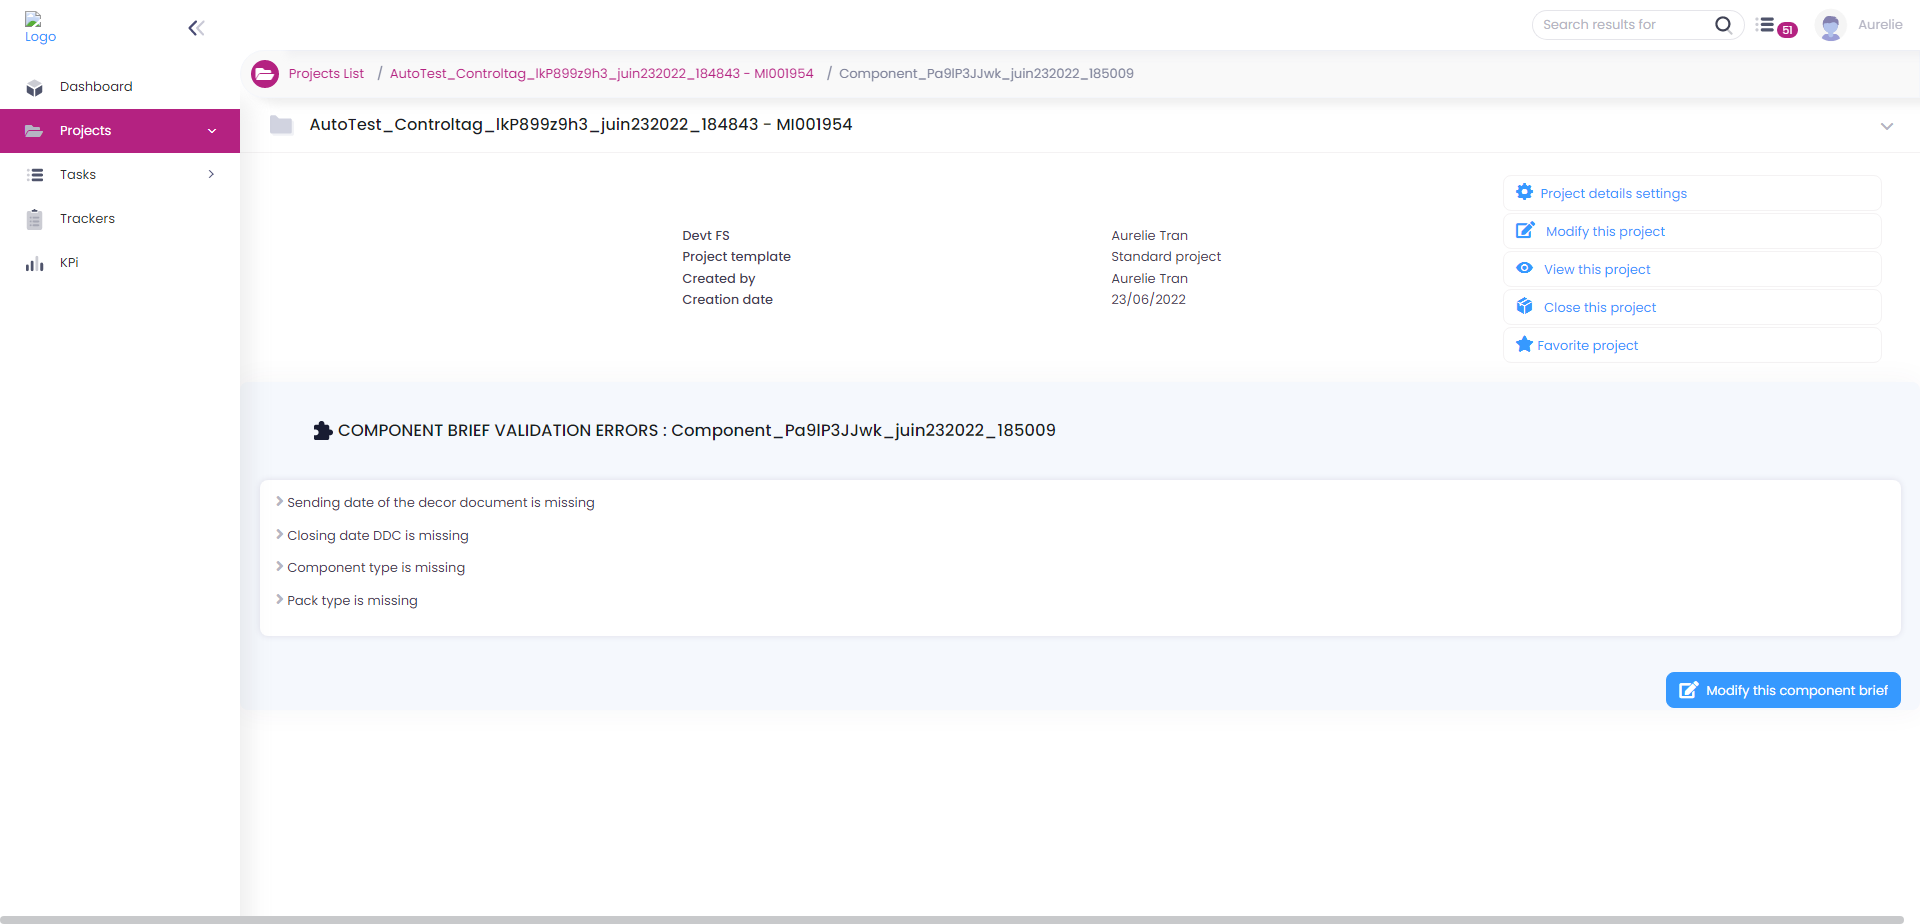 Logo
Search results for
51
Aurelie
Dashboard
Projects
Tasks
Trackers
KPi
Projects List / AutoTest_Controltag_lkP899z9h3_juin232022_184843 - MI001954 / Component_Pa9lP3JJwk_juin232022_185009
AutoTest_Controltag_lkP899z9h3_juin232022_184843 - MI001954
Devt FS Aurelie Tran
Project template Standard project
Created by Aurelie Tran
Creation date 23/06/2022
Project details settings
Modify this project
View this project
Close this project
Favorite project
COMPONENT BRIEF VALIDATION ERRORS : Component_Pa9lP3JJwk_juin232022_185009
Sending date of the decor document is missing
Closing date DDC is missing
Component type is missing
Pack type is missing
Modify this component brief